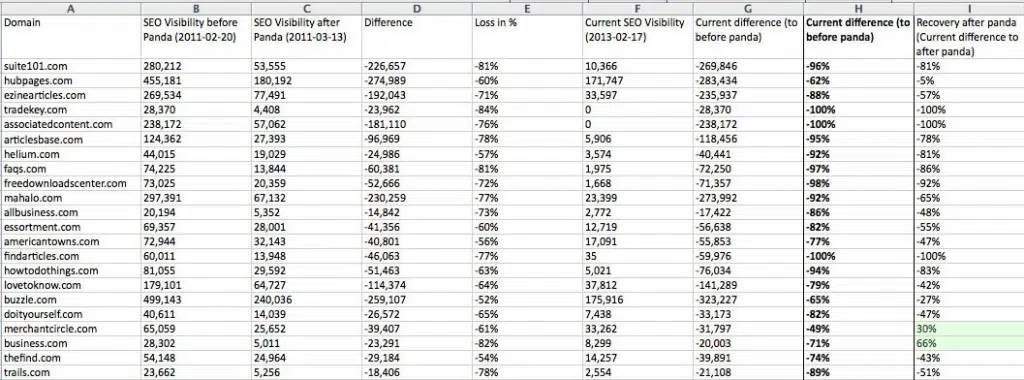 A B C D E F G H I
Domain SEO Visibility before Panda (2011-02-20) SEO Visibility after Panda (2011-03-13) Difference Loss in % Current SEO Visibility (2013-02-17) Current difference (to before panda) Current difference (to before panda) Recovery after panda (Current difference to after panda)
suite101.com 280,212 53,555 -226,657 -81% 10,366 -269,846 -96% -81%
hubpages.com 455,181 180,192 -274,989 -60% 171,747 -283,434 -62% -5%
ezinearticles.com 269,534 77,491 -192,043 -71% 33,597 -235,937 -88% -57%
tradekey.com 28,370 4,408 -23,962 -84% 0 -28,370 -100% -100%
associatedcontent.com 238,172 57,062 -181,110 -76% 0 -238,172 -100% -100%
articlesbase.com 124,362 27,393 -96,969 -78% 5,906 -118,456 -95% -78%
helium.com 44,015 19,029 -24,986 -57% 3,574 -40,441 -92% -81%
faqs.com 74,225 13,844 -60,381 -81% 1,975 -72,250 -97% -86%
freedownloadscenter.com 73,025 20,359 -52,666 -72% 1,668 -71,357 -98% -92%
mahalo.com 297,391 67,132 -230,259 -77% 23,399 -273,992 -92% -65%
allbusiness.com 20,194 5,352 -14,842 -73% 2,772 -17,422 -86% -48%
essortment.com 69,357 28,001 -41,356 -60% 12,719 -56,638 -82% -55%
americantowns.com 72,944 32,143 -40,801 -56% 17,091 -55,853 -77% -47%
findarticles.com 60,011 13,948 -46,063 -77% 35 -59,976 -100% -100%
howtodothings.com 81,055 29,592 -51,463 -63% 5,021 -76,034 -94% -83%
lovetoknow.com 179,101 64,727 -114,374 -64% 37,812 -141,289 -79% -42%
buzzle.com 499,143 240,036 -259,107 -52% 175,916 -323,227 -65% -27%
doityourself.com 40,611 14,039 -26,572 -65% 7,438 -33,173 -82% -47%
merchantcircle.com 65,059 25,652 -39,407 -61% 33,262 -31,797 -49% 30%
business.com 28,302 5,011 -23,291 -82% 8,299 -20,003 -71% 66%
thefind.com 54,148 24,964 -29,184 -54% 14,257 -39,891 -74% -43%
trails.com 23,662 5,256 -18,406 -78% 2,554 -21,108 -89% -51%